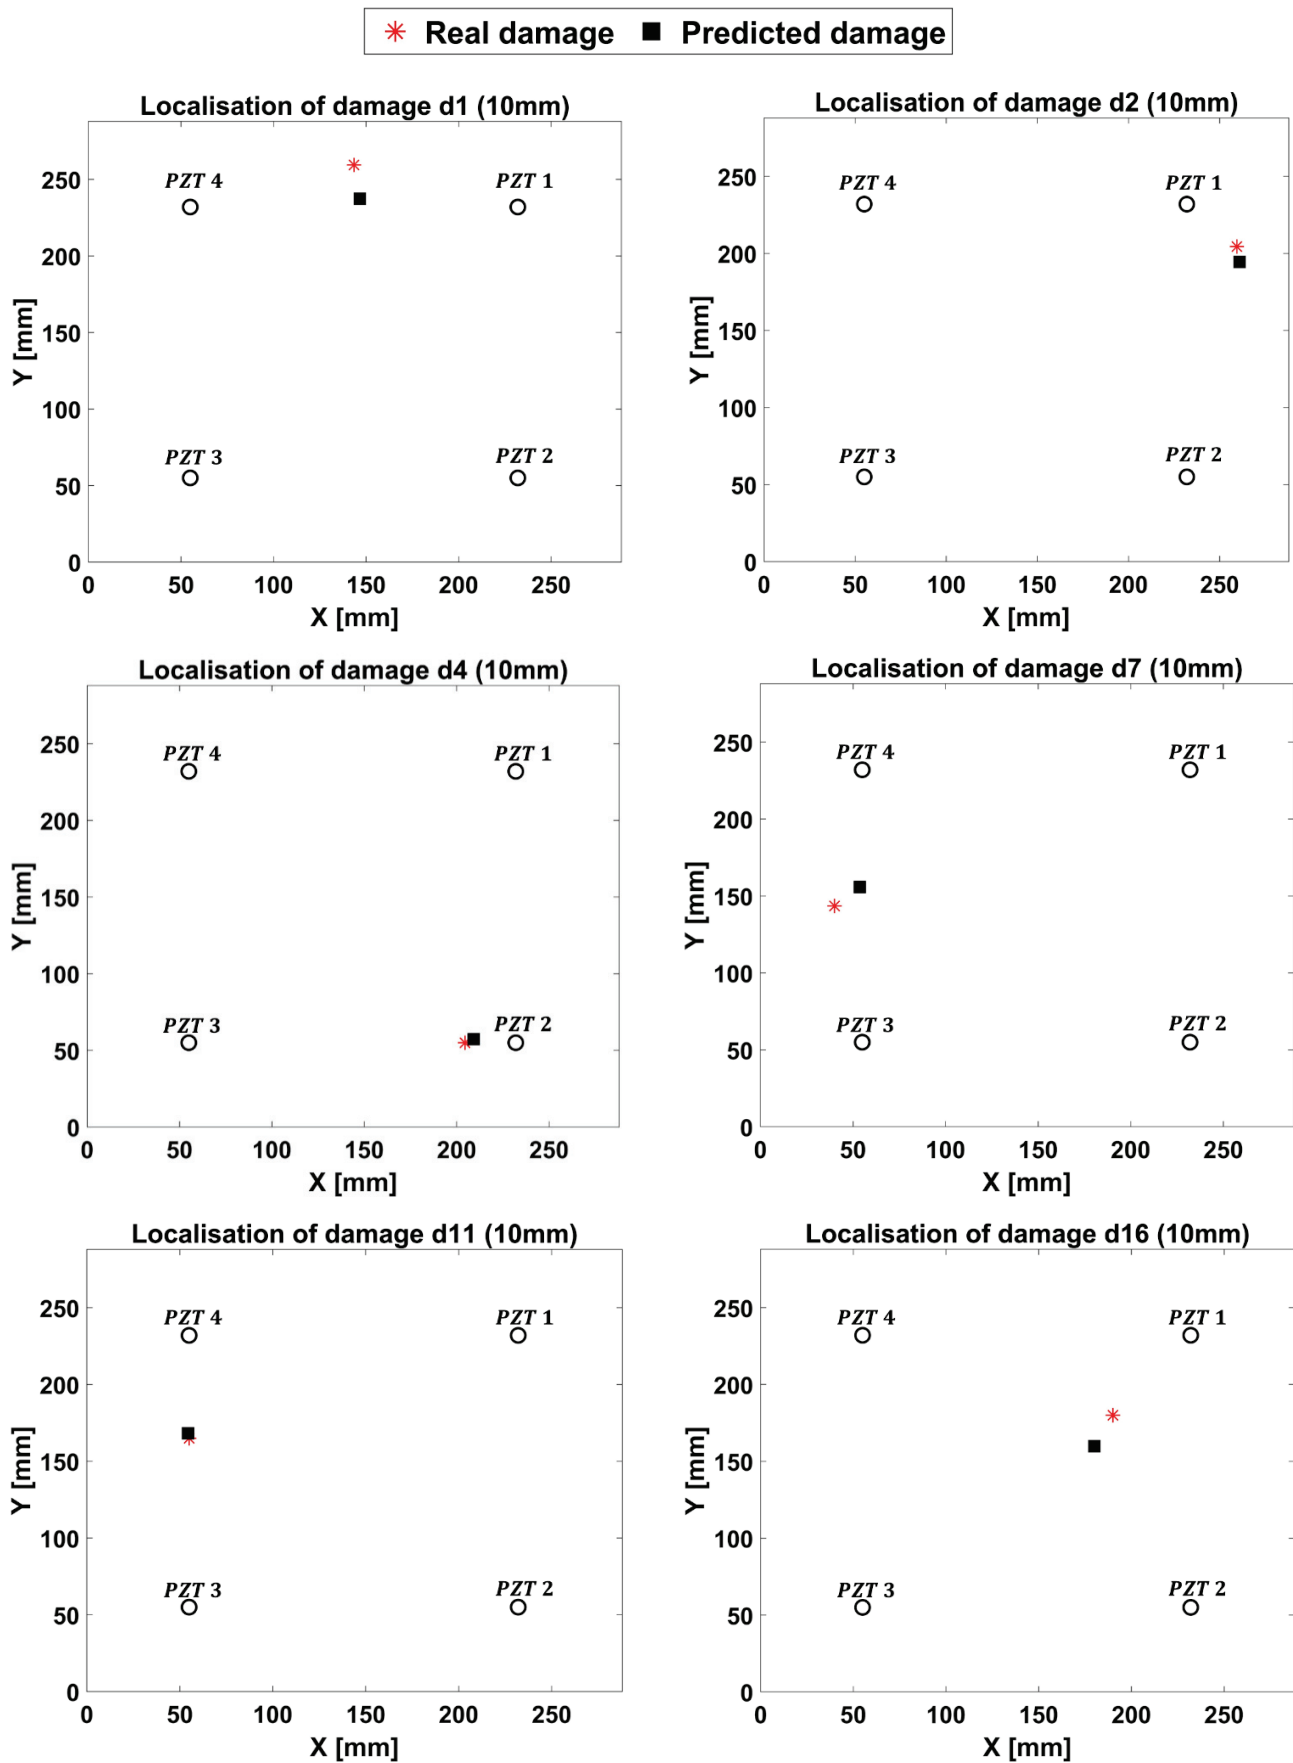 Real damage Predicted damage
Localisation of damage d1 (10mm)
PZT 4 PZT 1
PZT 3 PZT 2
Y [mm]
250
200
150
100
50
0
0 50 100 150 200 250
X [mm]
Localisation of damage d2 (10mm)
PZT 4 PZT 1
PZT 3 PZT 2
Y [mm]
250
200
150
100
50
0
0 50 100 150 200 250
X [mm]
Localisation of damage d4 (10mm)
PZT 4 PZT 1
PZT 3 PZT 2
Y [mm]
250
200
150
100
50
0
0 50 100 150 200 250
X [mm]
Localisation of damage d7 (10mm)
PZT 4 PZT 1
PZT 3 PZT 2
Y [mm]
250
200
150
100
50
0
0 50 100 150 200 250
X [mm]
Localisation of damage d11 (10mm)
PZT 4 PZT 1
PZT 3 PZT 2
Y [mm]
250
200
150
100
50
0
0 50 100 150 200 250
X [mm]
Localisation of damage d16 (10mm)
PZT 4 PZT 1
PZT 3 PZT 2
Y [mm]
250
200
150
100
50
0
0 50 100 150 200 250
X [mm]